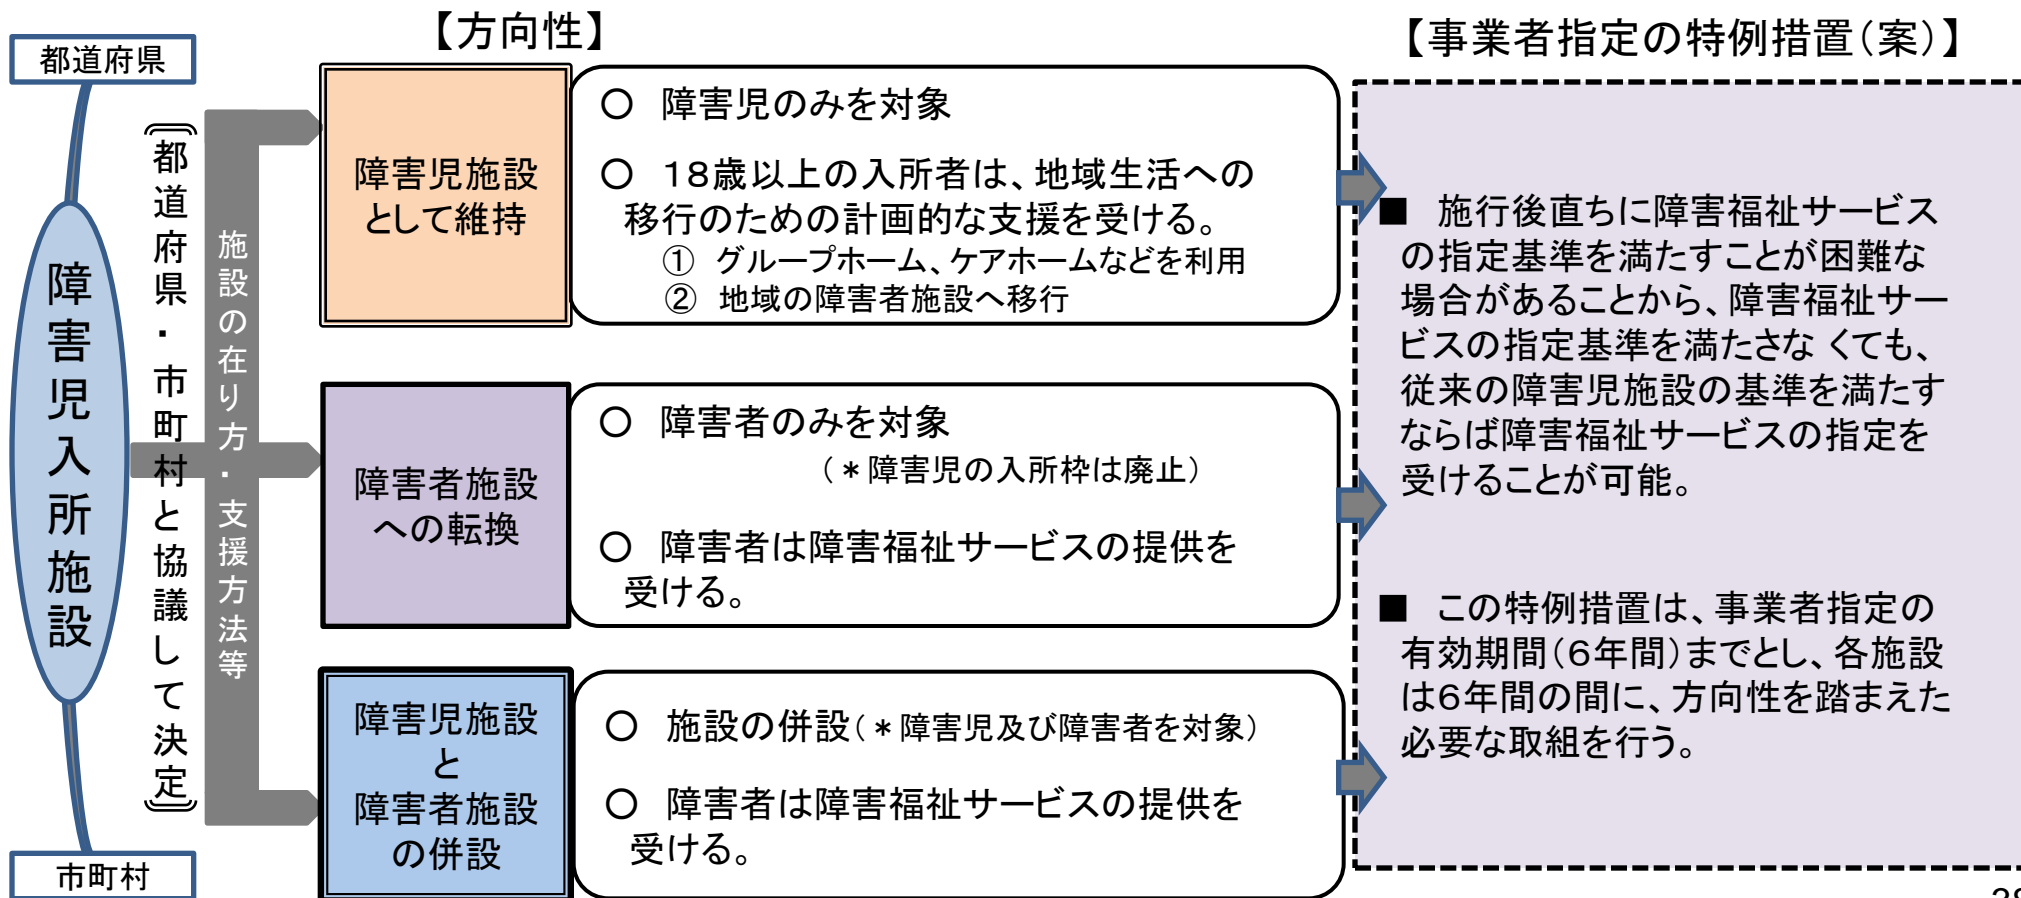 【方向性】
【事業者指定の特例措置（案）】
都道府県
障害児入所施設
市町村
（都道府県・市町村と協議して決定）
施設の在り方・支援方法等
障害児施設
として維持
○　障害児のみを対象
○　１８歳以上の入所者は、地域生活への
移行のための計画的な支援を受ける。
①　グループホーム、ケアホームなどを利用
②　地域の障害者施設へ移行
障害者施設
への転換
○　障害者のみを対象
（＊障害児の入所枠は廃止）
○　障害者は障害福祉サービスの提供を
受ける。
障害児施設
と
障害者施設
の併設
○　施設の併設（＊障害児及び障害者を対象）
○　障害者は障害福祉サービスの提供を
受ける。
■　施行後直ちに障害福祉サービス
の指定基準を満たすことが困難な
場合があることから、障害福祉サー
ビスの指定基準を満たさな くても、
従来の障害児施設の基準を満たす
ならば障害福祉サービスの指定を
受けることが可能。
■　この特例措置は、事業者指定の
有効期間（６年間）までとし、各施設
は６年間の間に、方向性を踏まえた
必要な取組を行う。